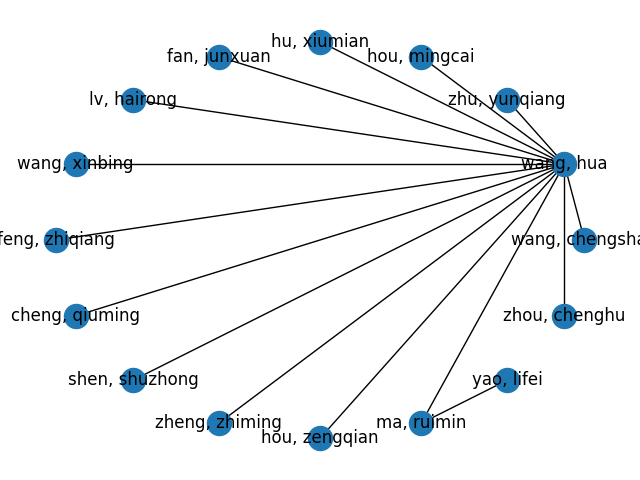 hu, xiumian
fan, junxuan
hou, mingcai
lv, hairong
zhu, yunqiang
wang, xinbing
wang, hua
feng, zhiqiang
wang, chengsha
cheng, qiuming
zhou, chenghu
shen, shuzhong
yao, lifei
zheng, zhiming
ma, ruimin
hou, zengqian